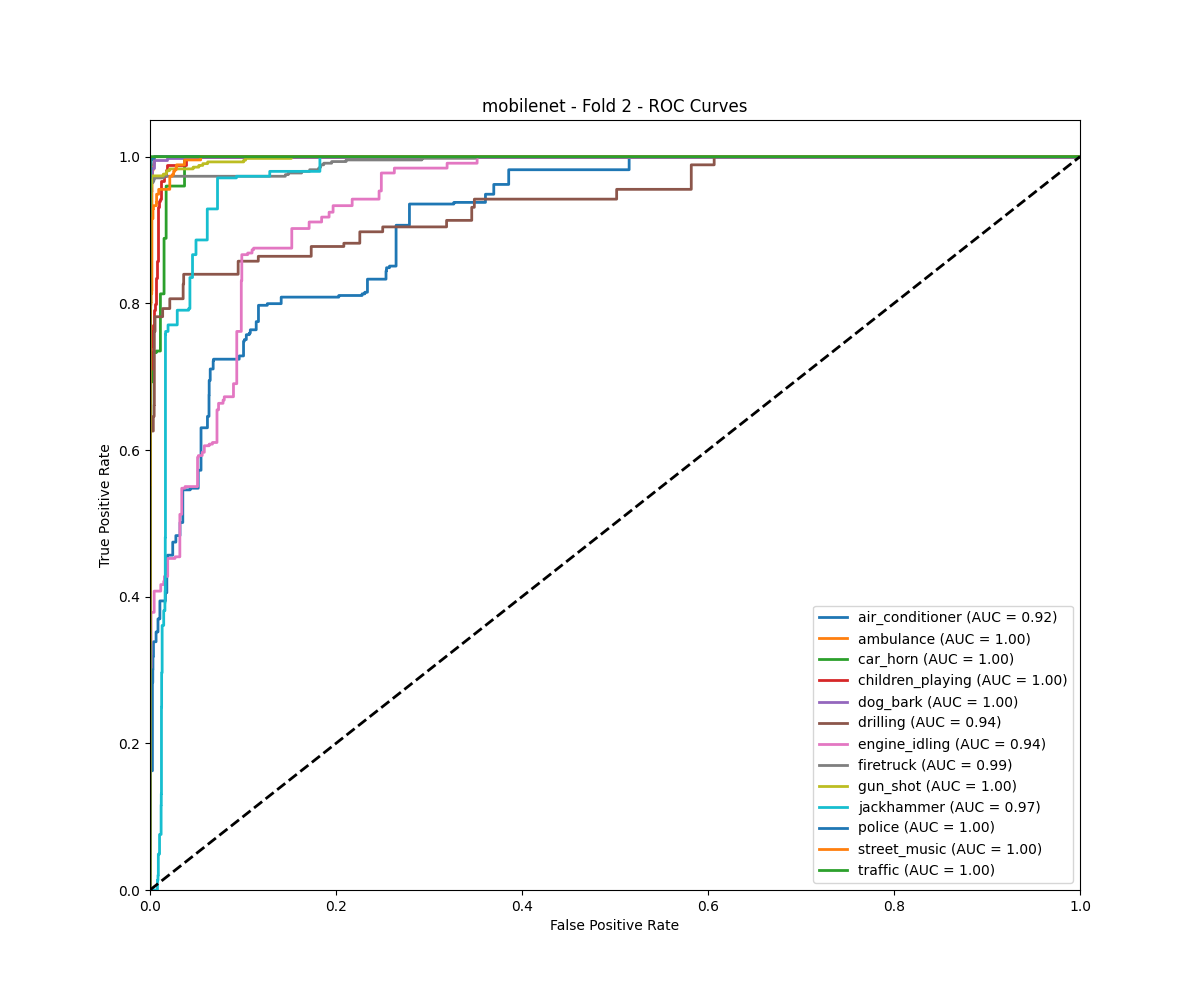 mobilenet - Fold 2 - ROC Curves
True Positive Rate
1.0
0.8
0.6
0.4
0.2
0.0
0.0 0.2 0.4 0.6 0.8 1.0
False Positive Rate
air_conditioner (AUC = 0.92)
ambulance (AUC = 1.00)
car_horn (AUC = 1.00)
children_playing (AUC = 1.00)
dog_bark (AUC = 1.00)
drilling (AUC = 0.94)
engine_idling (AUC = 0.94)
firetruck (AUC = 0.99)
gun_shot (AUC = 1.00)
jackhammer (AUC = 0.97)
police (AUC = 1.00)
street_music (AUC = 1.00)
traffic (AUC = 1.00)